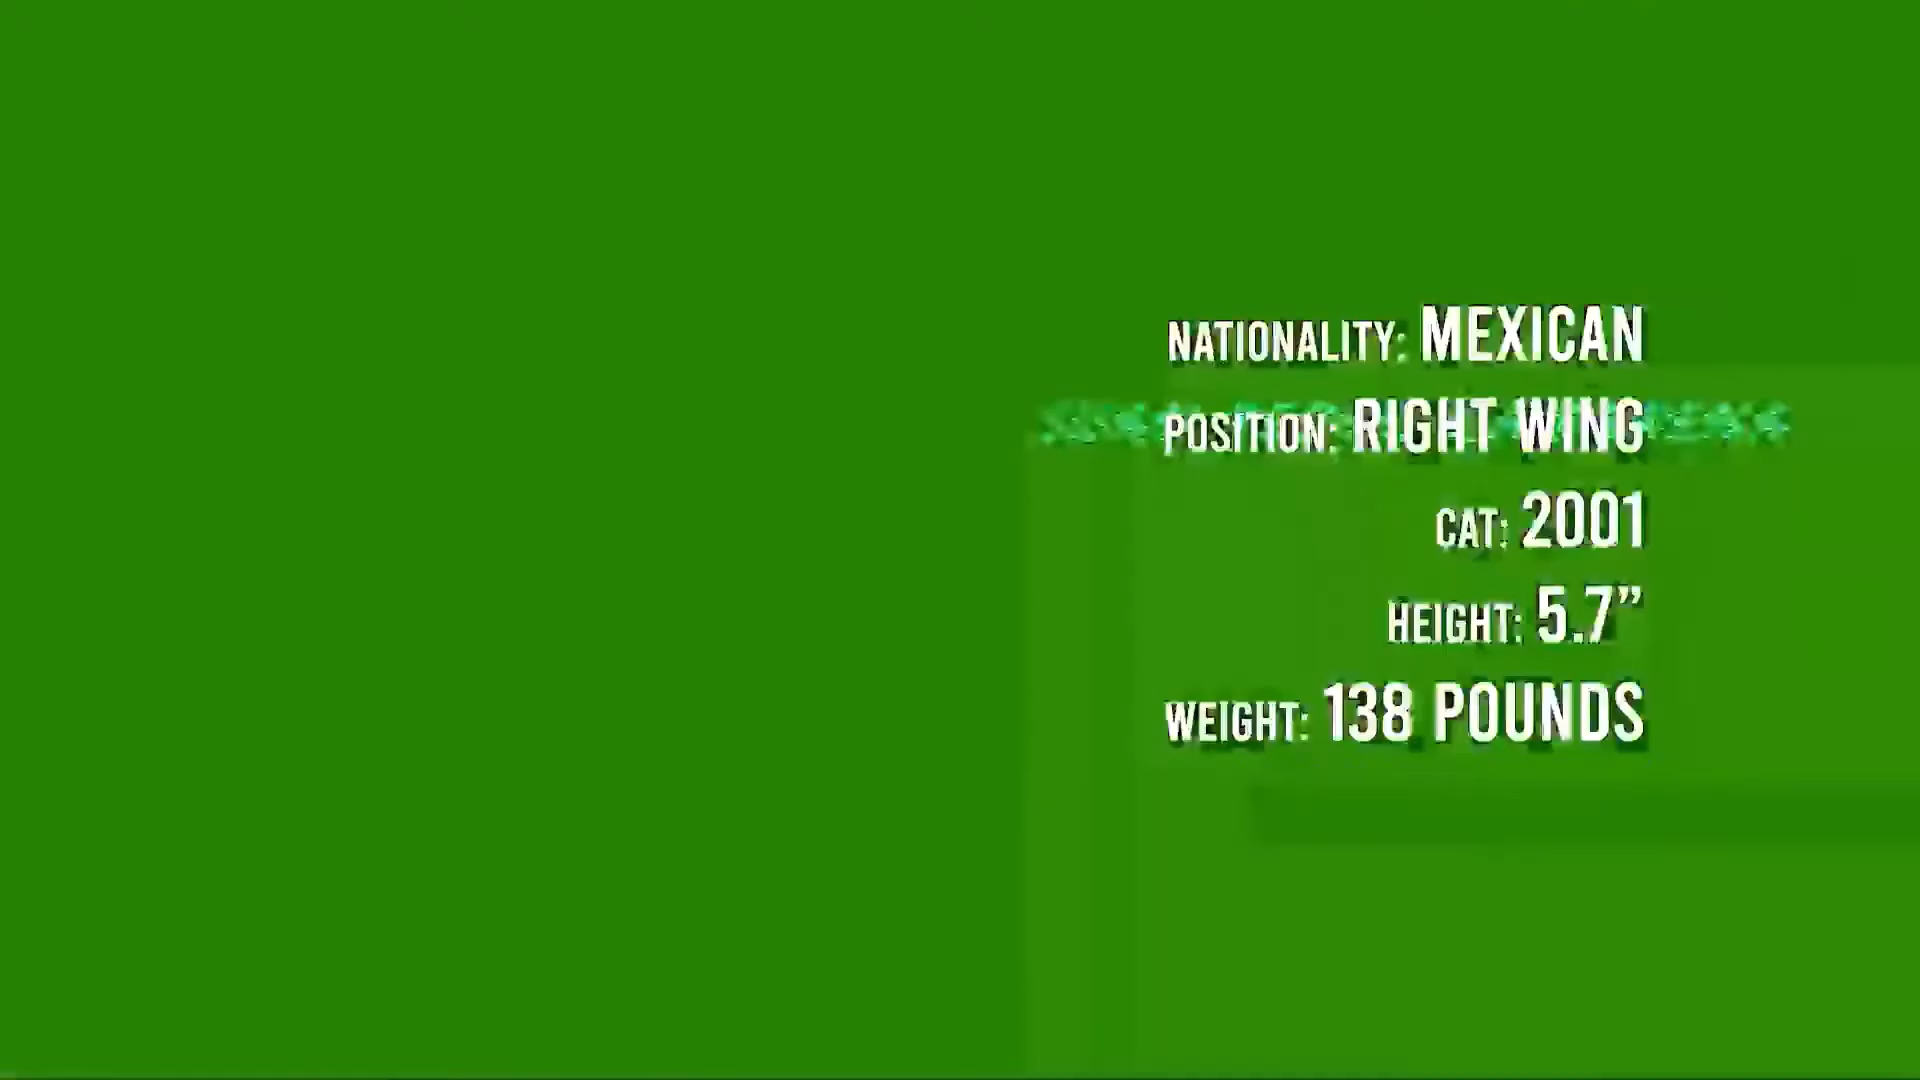 NATIONALITY: MEXICAN
POSITION: RIGHT WING
CAT: 2001
HEIGHT: 5.7”
WEIGHT: 138 POUNDS